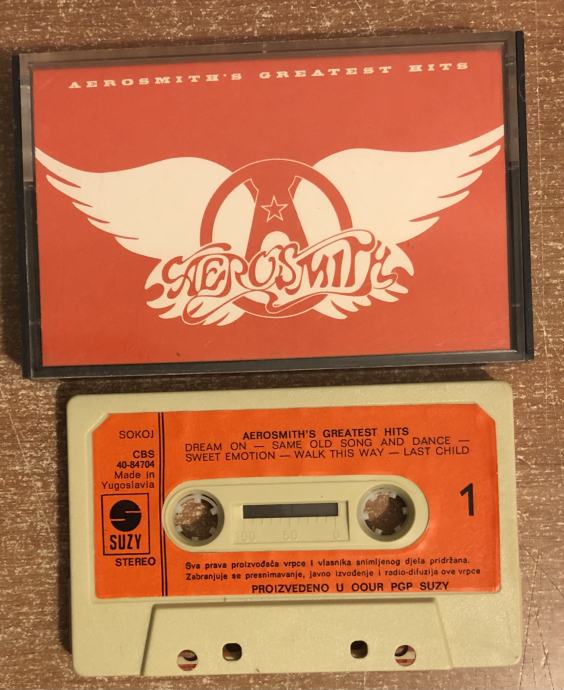 AEROSMITH'S GREATEST HITS
AEROSMITH
SOKOJ
CBS
40-84704
Made in
Yugoslavia
SUZY
STEREO
AEROSMITH'S GREATEST HITS
DREAM ON — SAME OLD SONG AND DANCE —
SWEET EMOTION — WALK THIS WAY — LAST CHILD
1
100 50 0
Sva prava proizvođača vrpce i vlasnika snimljenog djela pridržana.
Zabranjuje se presnimavanje, javno izvođenje i radio-difuzija ove vrpce
PROIZVEDENO U OOUR PGP SUZY